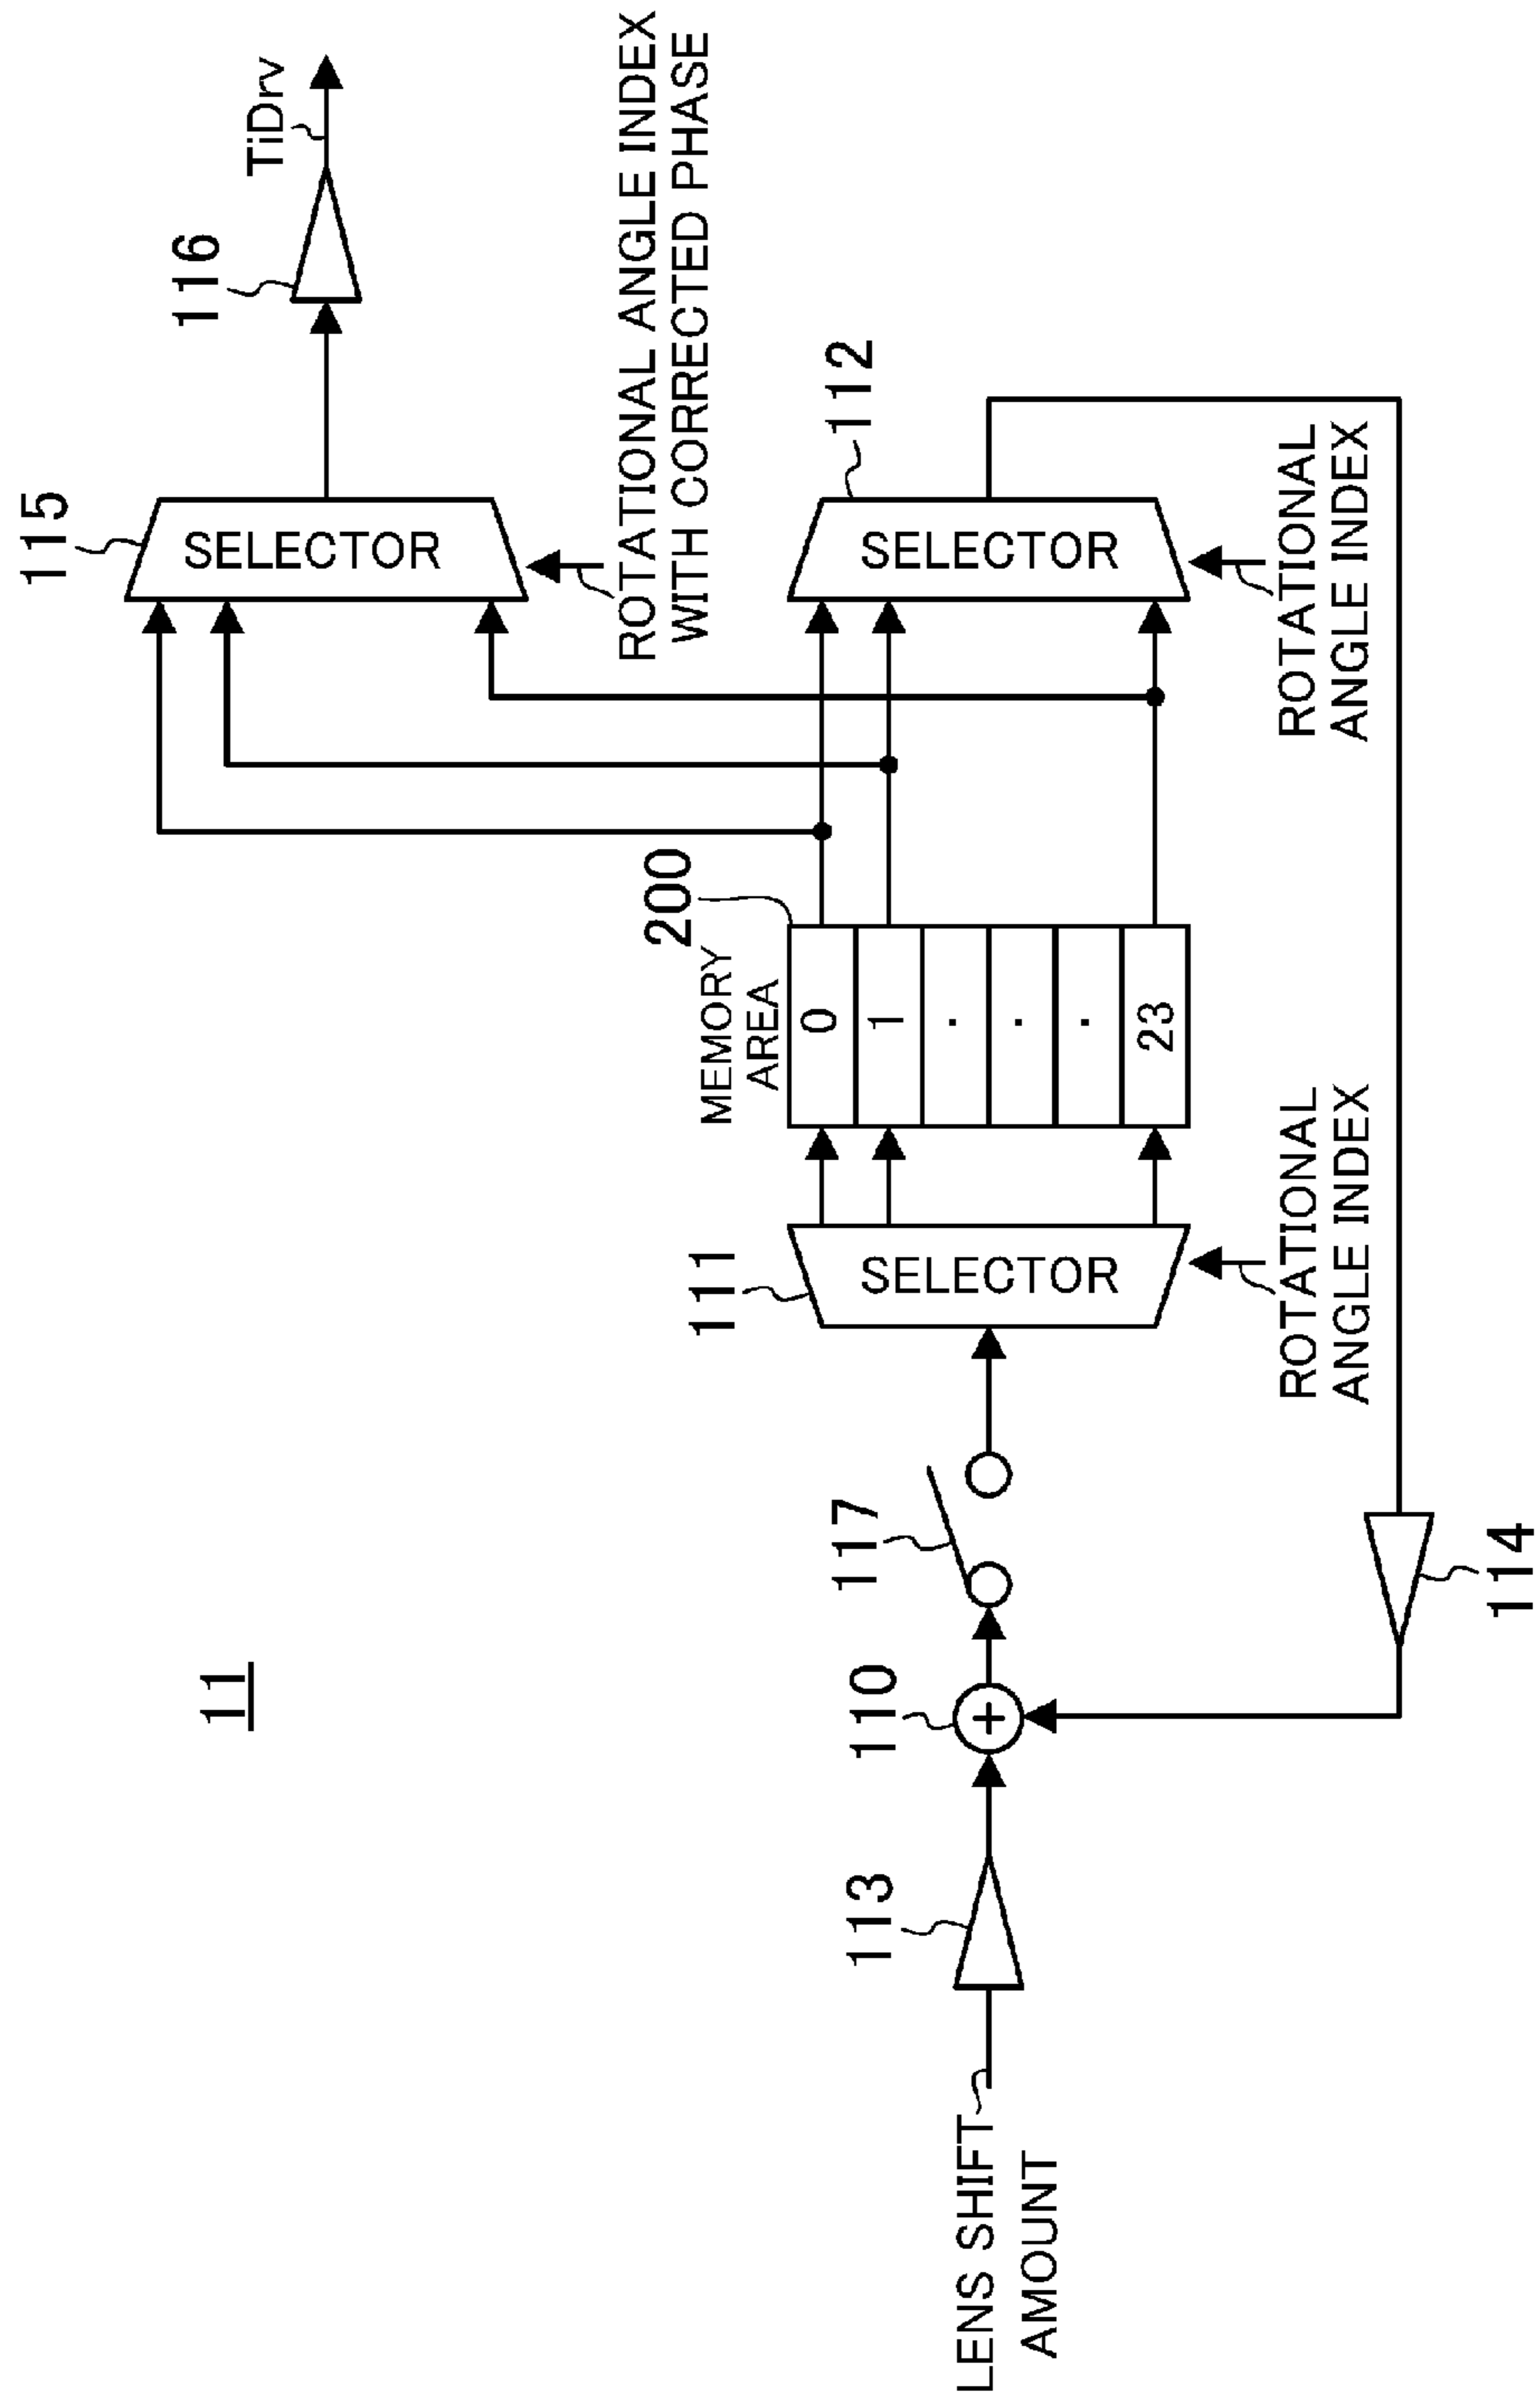 11
LENS SHIFT
AMOUNT
113
110
117
111
SELECTOR
ROTATIONAL
ANGLE INDEX
MEMORY
AREA
200
0
1
.
.
.
23
112
SELECTOR
ROTATIONAL
ANGLE INDEX
114
115
SELECTOR
ROTATIONAL ANGLE INDEX
WITH CORRECTED PHASE
116
TiDrv
+